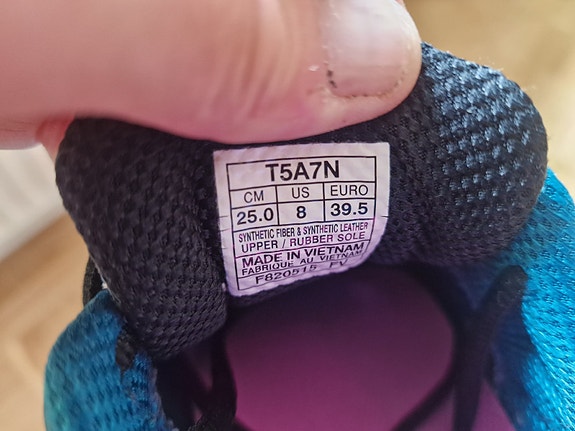 T5A7N
CM US EURO
25.0 8 39.5
SYNTHETIC FIBER & SYNTHETIC LEATHER
UPPER / RUBBER SOLE
MADE IN VIETNAM
FABRIQUE AU VIETNAM
F820515 FV